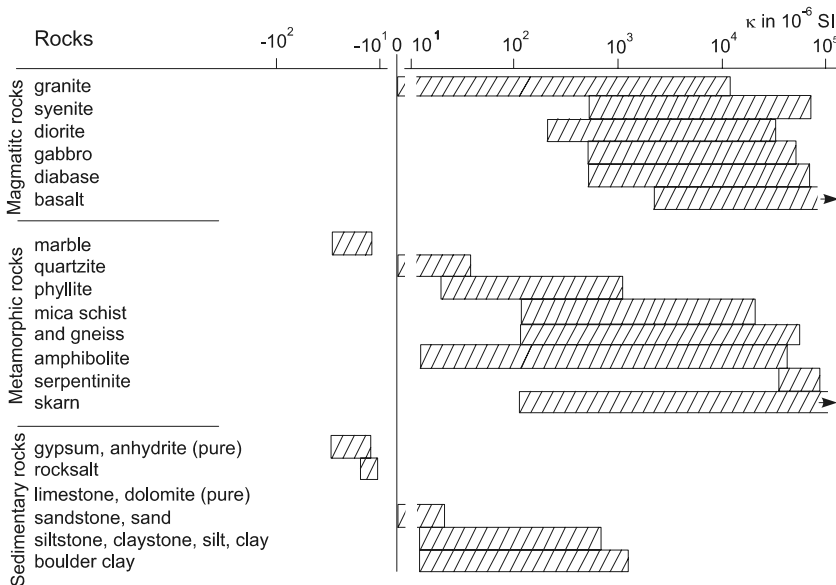 Rocks -10² -10¹ 0 10¹ 10² 10³ 10⁴ 10⁵
κ in 10⁻⁶ SI
Magmatitc rocks
granite
syenite
diorite
gabbro
diabase
basalt
Metamorphic rocks
marble
quartzite
phyllite
mica schist
and gneiss
amphibolite
serpentinite
skarn
Sedimentary rocks
gypsum, anhydrite (pure)
rocksalt
limestone, dolomite (pure)
sandstone, sand
siltstone, claystone, silt, clay
boulder clay